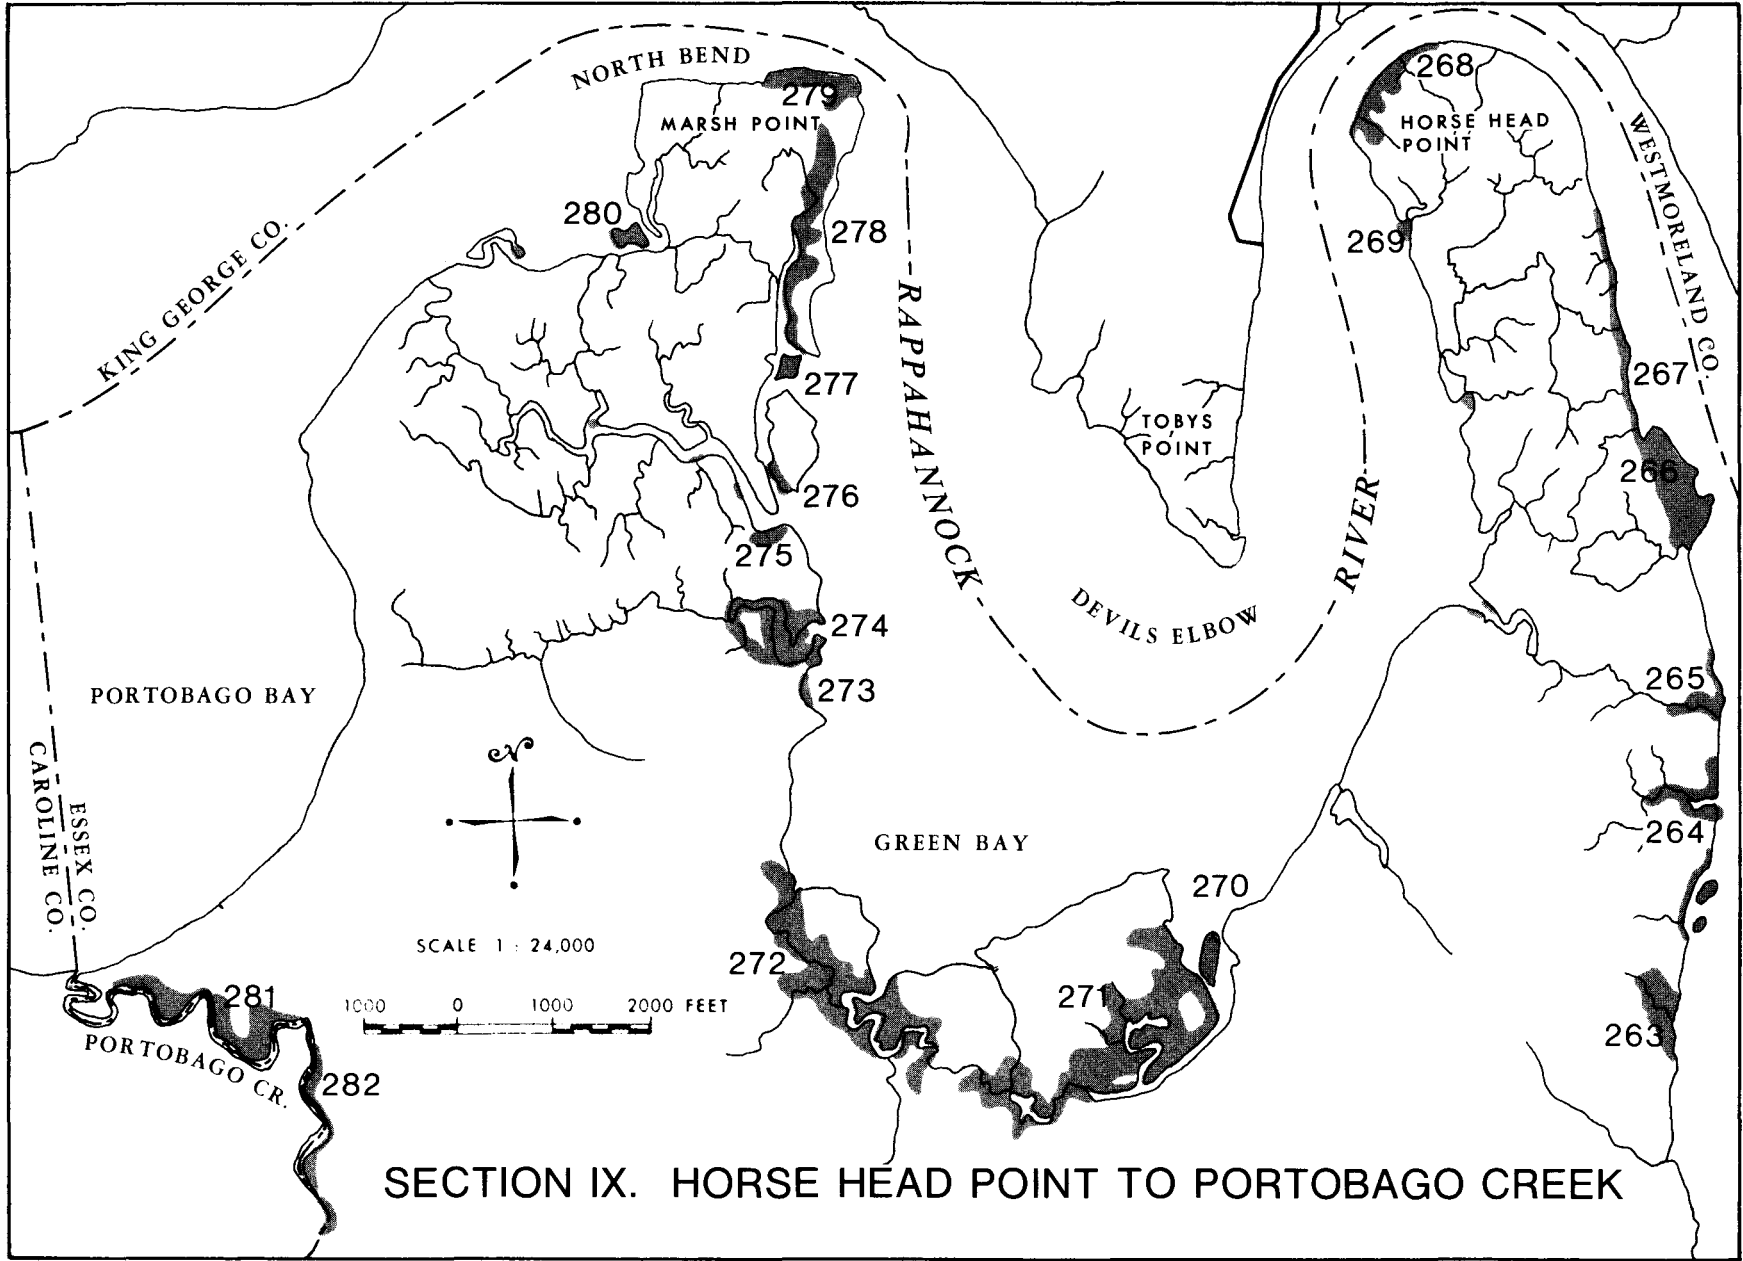 NORTH BEND
268
279
MARSH POINT
HORSE HEAD
POINT
WESTMORELAND CO.
280
278
269
KING GEORGE CO.
RAPPAHANNOCK
RIVER
277
267
TOBYS
POINT
266
276
275
DEVILS ELBOW
274
273
265
PORTOBAGO BAY
N
CAROLINE CO.
ESSEX CO.
GREEN BAY
264
270
SCALE 1 : 24,000
272
271
281
1000 0 1000 2000 FEET
263
PORTOBAGO CR.
282
SECTION IX. HORSE HEAD POINT TO PORTOBAGO CREEK